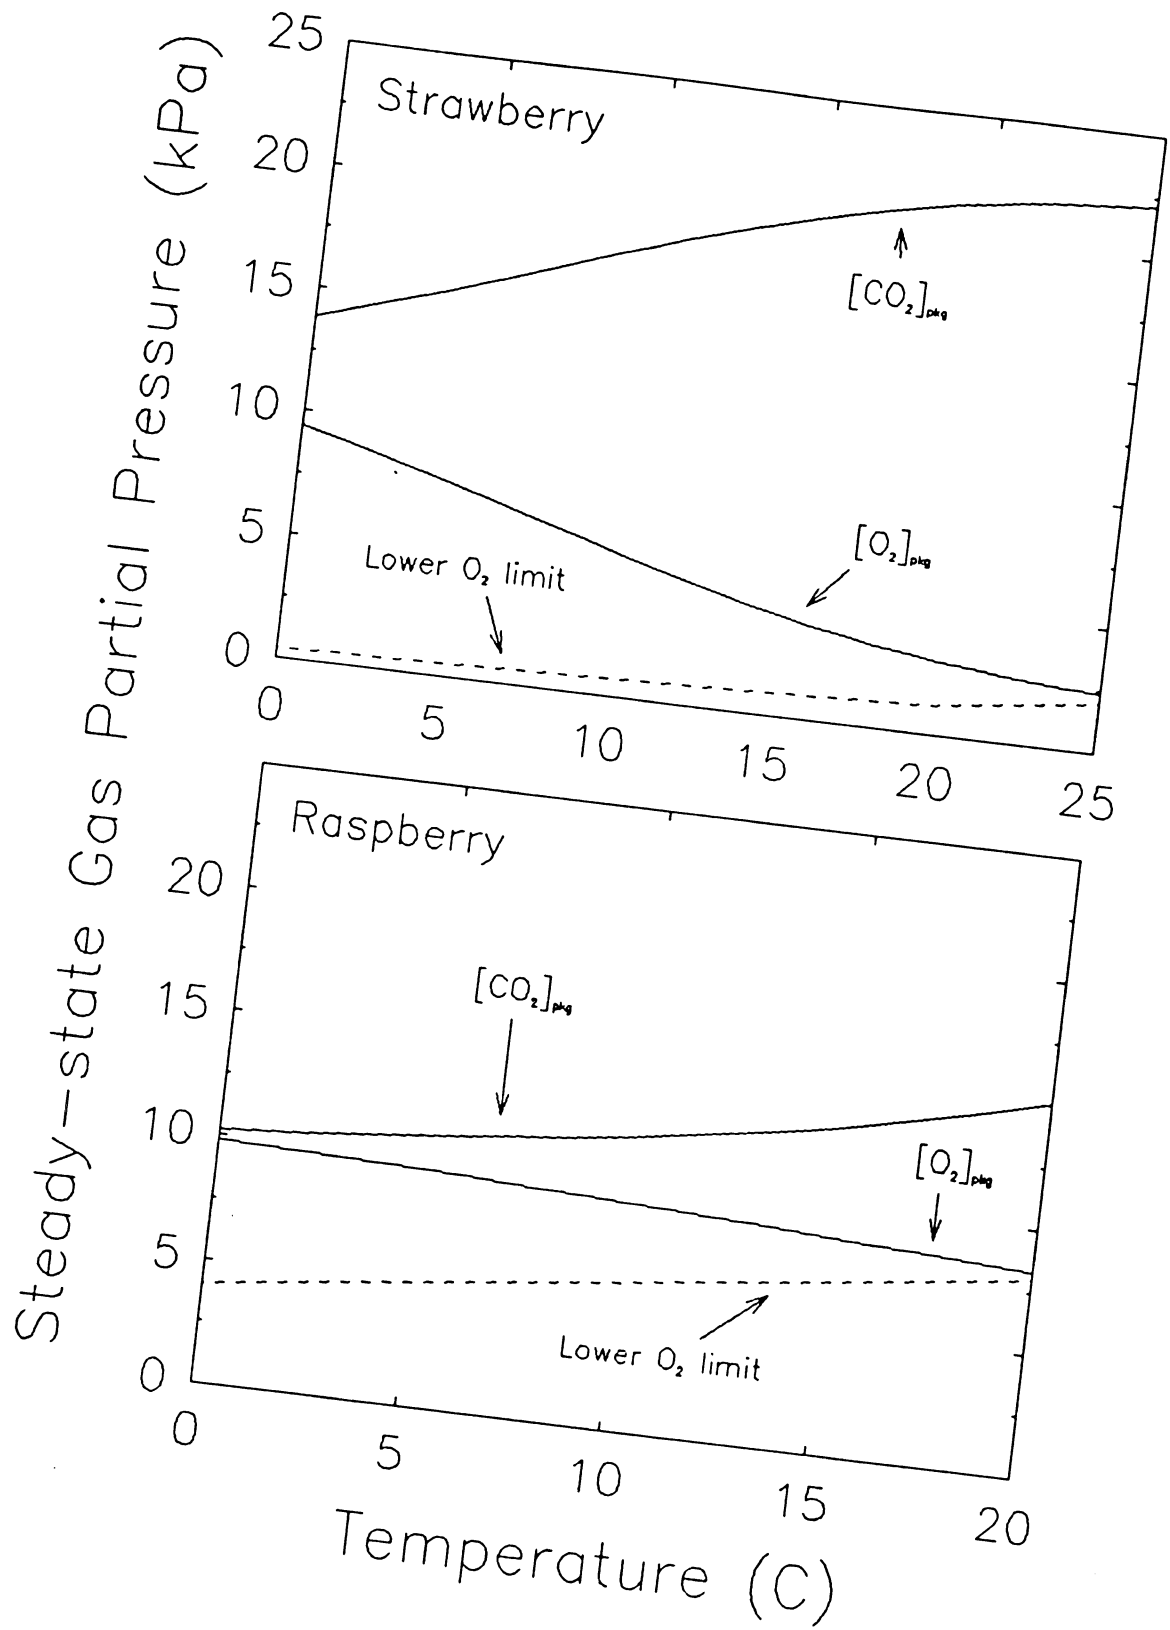 Steady-state Gas Partial Pressure (kPa)
25
Strawberry
20
15
[CO₂]pkg
10
[O₂]pkg
5
Lower O₂ limit
0
0 5 10 15 20 25
Raspberry
20
[CO₂]pkg
15
10
[O₂]pkg
5
Lower O₂ limit
0
0 5 10 15 20
Temperature (C)